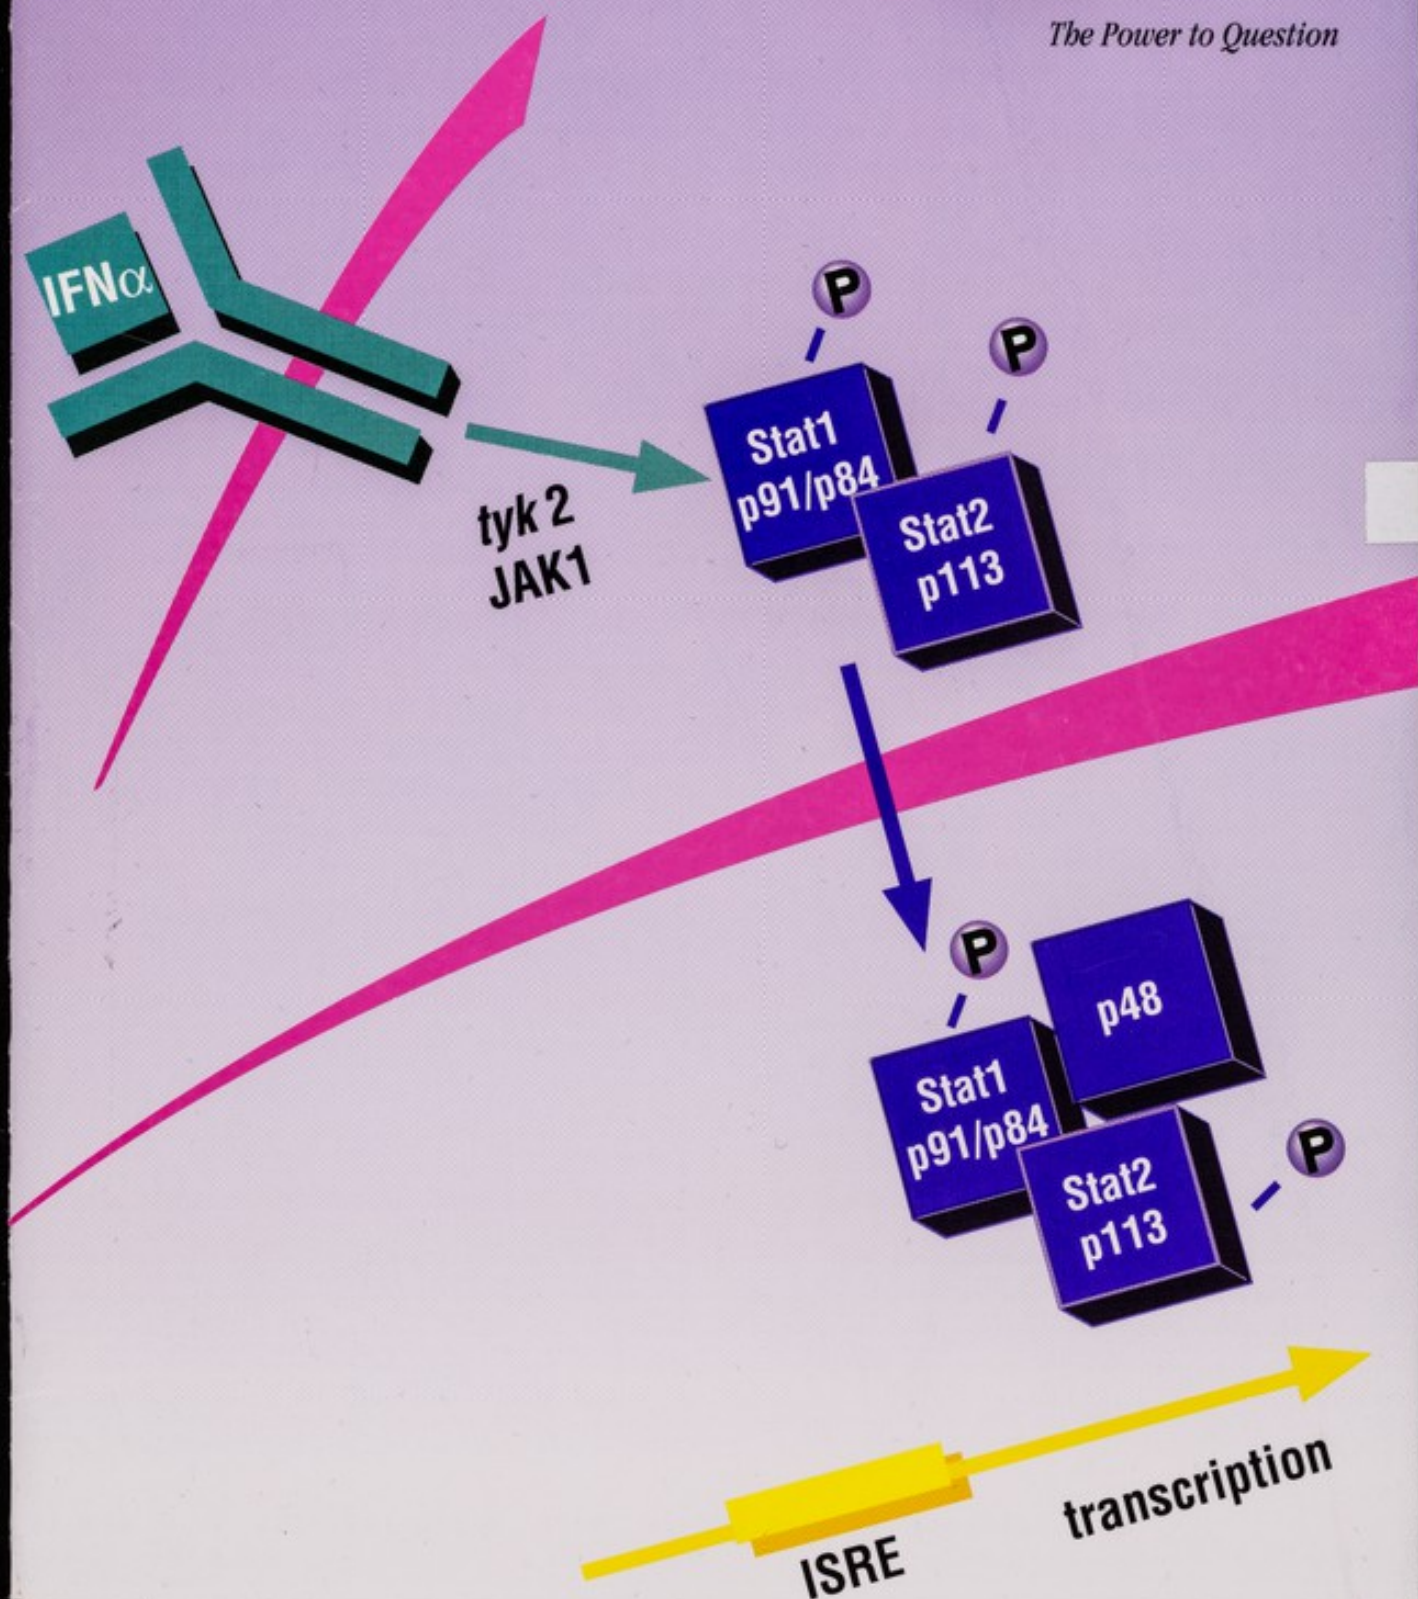 The Power to Question
IFNα
P
P
Stat1
p91/p84
Stat2
p113
tyk 2
JAK1
P
p48
Stat1
p91/p84
P
Stat2
p113
transcription
ISRE